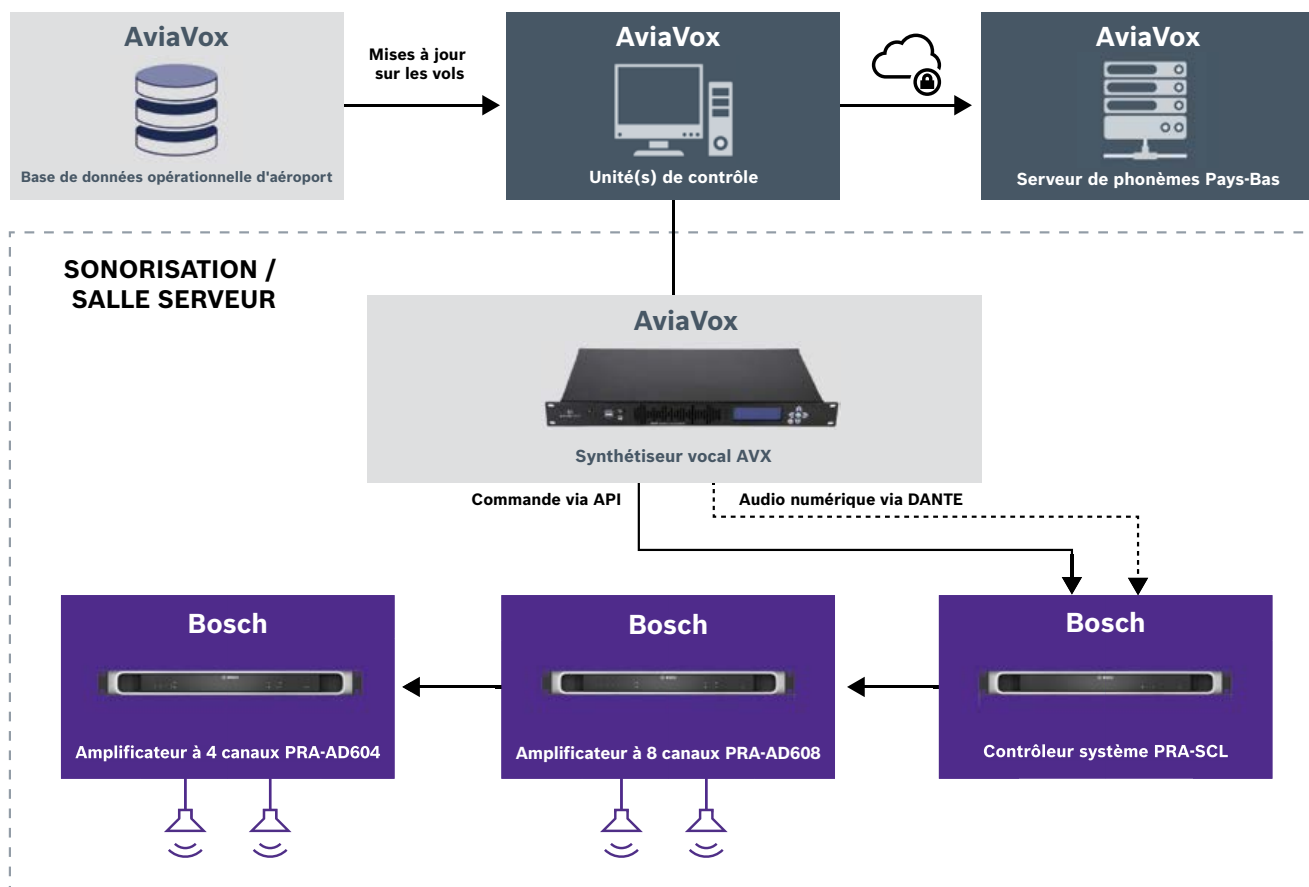 AviaVox
Base de données opérationnelle d'aéroport
Mises à jour
sur les vols
AviaVox
Unité(s) de contrôle
AviaVox
Serveur de phonèmes Pays-Bas
SONORISATION /
SALLE SERVEUR
AviaVox
Synthétiseur vocal AVX
Commande via API
Audio numérique via DANTE
Bosch
Amplificateur à 4 canaux PRA-AD604
Bosch
Amplificateur à 8 canaux PRA-AD608
Bosch
Contrôleur système PRA-SCL